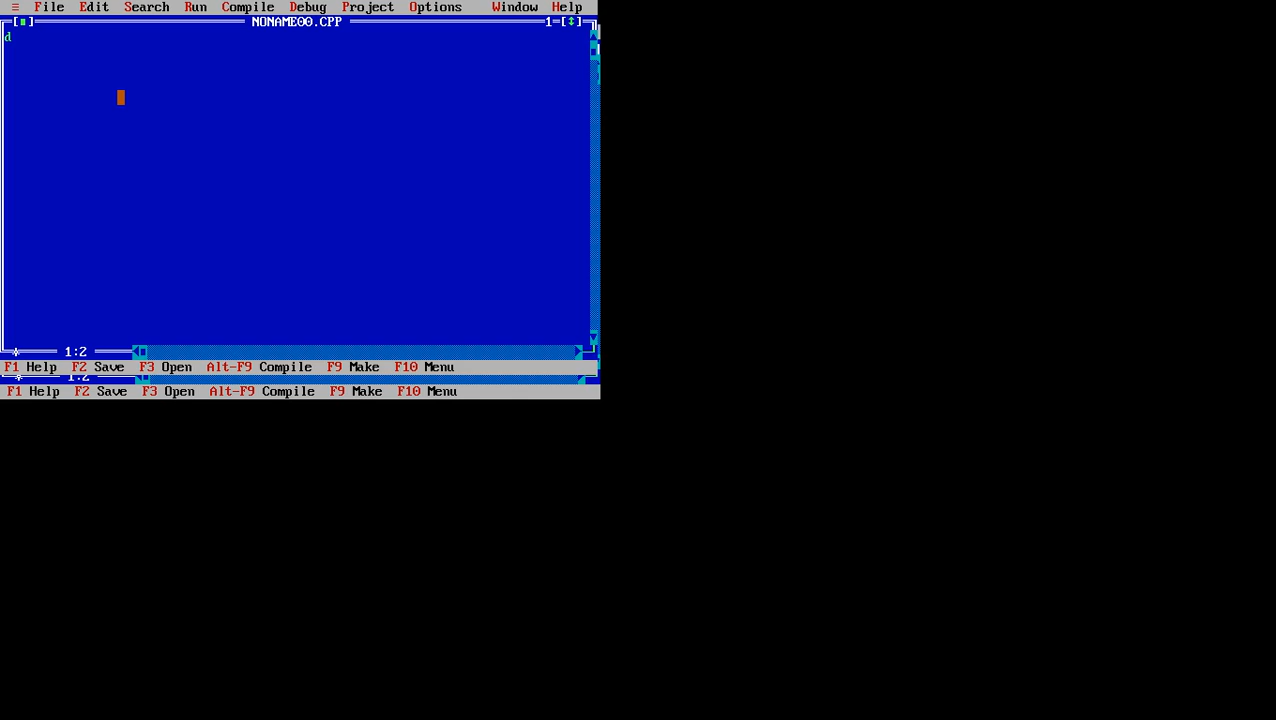 ≡ File Edit Search Run Compile Debug Project Options Window Help
[■] NONAME00.CPP 1=[↕]
d
* 1:2
F1 Help F2 Save F3 Open Alt-F9 Compile F9 Make F10 Menu
* 1:2
F1 Help F2 Save F3 Open Alt-F9 Compile F9 Make F10 Menu